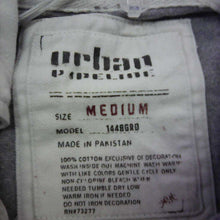 urban
PIPELINE
SIZE MEDIUM
MODEL 144BGRD
MADE IN PAKISTAN
100% COTTON EXCLUSIVE OF DECORATION
WASH INSIDE OUT MACHINE WASH WARM
WITH LIKE COLORS GENTLE CYCLE ONLY
NON-CHLORINE BLEACH WHEN
NEEDED TUMBLE DRY LOW
WARM IRON IF NEEDED
DO NOT IRON DECORATION
RN#73277